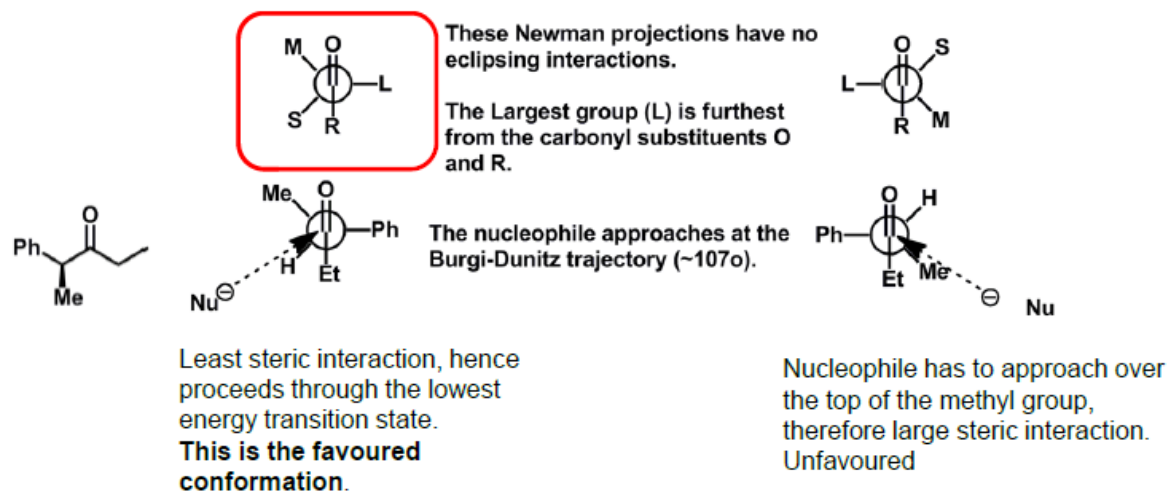 M
O
L
S
R
These Newman projections have no
eclipsing interactions.
The Largest group (L) is furthest
from the carbonyl substituents O
and R.
O
S
L
R
M
O
Ph
Me
Me
O
Ph
H
Et
Nu⊖
The nucleophile approaches at the
Burgi-Dunitz trajectory (~107o).
O
H
Ph
Et
Me
⊖
Nu
Least steric interaction, hence
proceeds through the lowest
energy transition state.
This is the favoured
conformation.
Nucleophile has to approach over
the top of the methyl group,
therefore large steric interaction.
Unfavoured